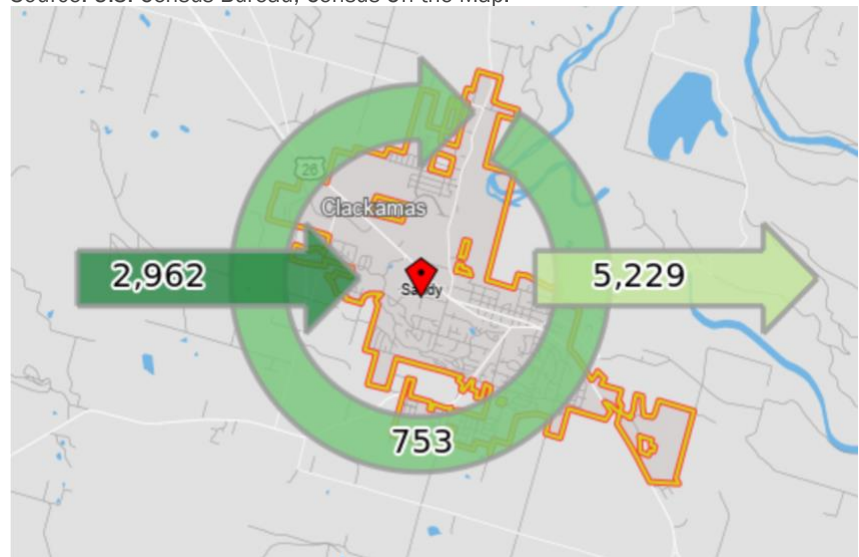 Source: U.S. Census Bureau, Census On the Map.
26
Clackamas
2,962
5,229
Sandy
753